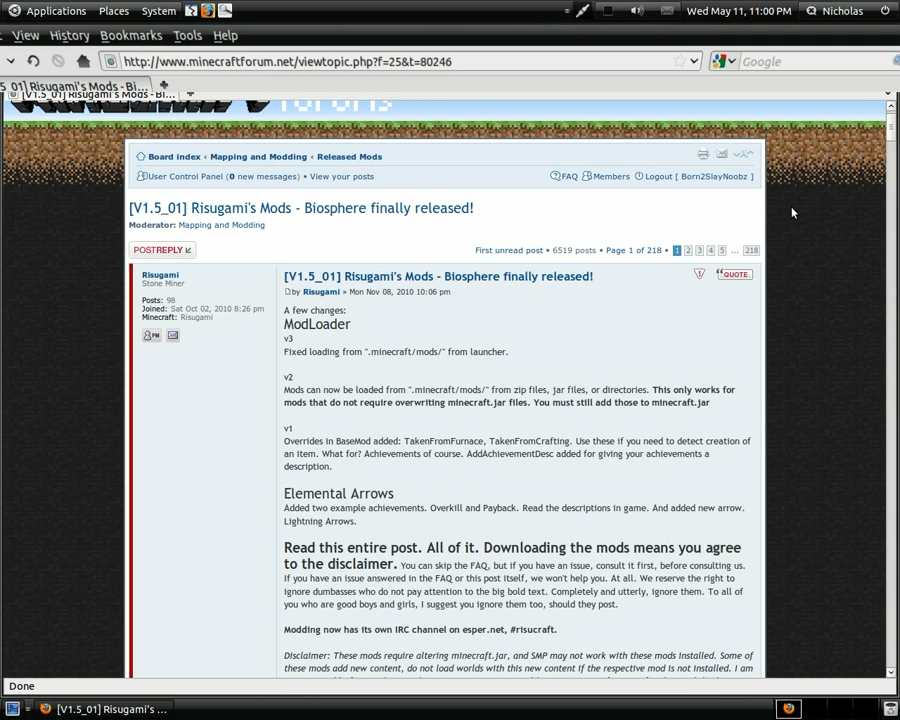 Applications Places System Wed May 11, 11:00 PM Nicholas
View History Bookmarks Tools Help
http://www.minecraftforum.net/viewtopic.php?f=25&t=80246 Google
Risugami's Mods - Bi...
[V1.5_01] Risugami's Mods - Bi...
Forums
Board index ‹ Mapping and Modding ‹ Released Mods
User Control Panel (0 new messages) • View your posts FAQ Members Logout [ Born2SlayNoobz ]
[V1.5_01] Risugami's Mods - Biosphere finally released!
Moderator: Mapping and Modding
POSTREPLY First unread post • 6519 posts • Page 1 of 218 • 1 2 3 4 5 ... 218
Risugami
Stone Miner
Posts: 98
Joined: Sat Oct 02, 2010 8:26 pm
Minecraft: Risugami
PM
[V1.5_01] Risugami's Mods - Biosphere finally released!
QUOTE
by Risugami » Mon Nov 08, 2010 10:06 pm
A few changes:
ModLoader
v3
Fixed loading from ".minecraft/mods/" from launcher.
v2
Mods can now be loaded from ".minecraft/mods/" from zip files, jar files, or directories. This only works for
mods that do not require overwriting minecraft.jar files. You must still add those to minecraft.jar
v1
Overrides in BaseMod added: TakenFromFurnace, TakenFromCrafting. Use these if you need to detect creation of
an item. What for? Achievements of course. AddAchievementDesc added for giving your achievements a
description.
Elemental Arrows
Added two example achievements. Overkill and Payback. Read the descriptions in game. And added new arrow.
Lightning Arrows.
Read this entire post. All of it. Downloading the mods means you agree
to the disclaimer. You can skip the FAQ, but if you have an issue, consult it first, before consulting us.
If you have an issue answered in the FAQ or this post itself, we won't help you. At all. We reserve the right to
ignore dumbasses who do not pay attention to the big bold text. Completely and utterly, ignore them. To all of
you who are good boys and girls, I suggest you ignore them too, should they post.
Modding now has its own IRC channel on esper.net, #risucraft.
Disclaimer: These mods require altering minecraft.jar, and SMP may not work with these mods installed. Some of
these mods add new content, do not load worlds with this new content if the respective mod is not installed. I am
Done
[V1.5_01] Risugami's ...